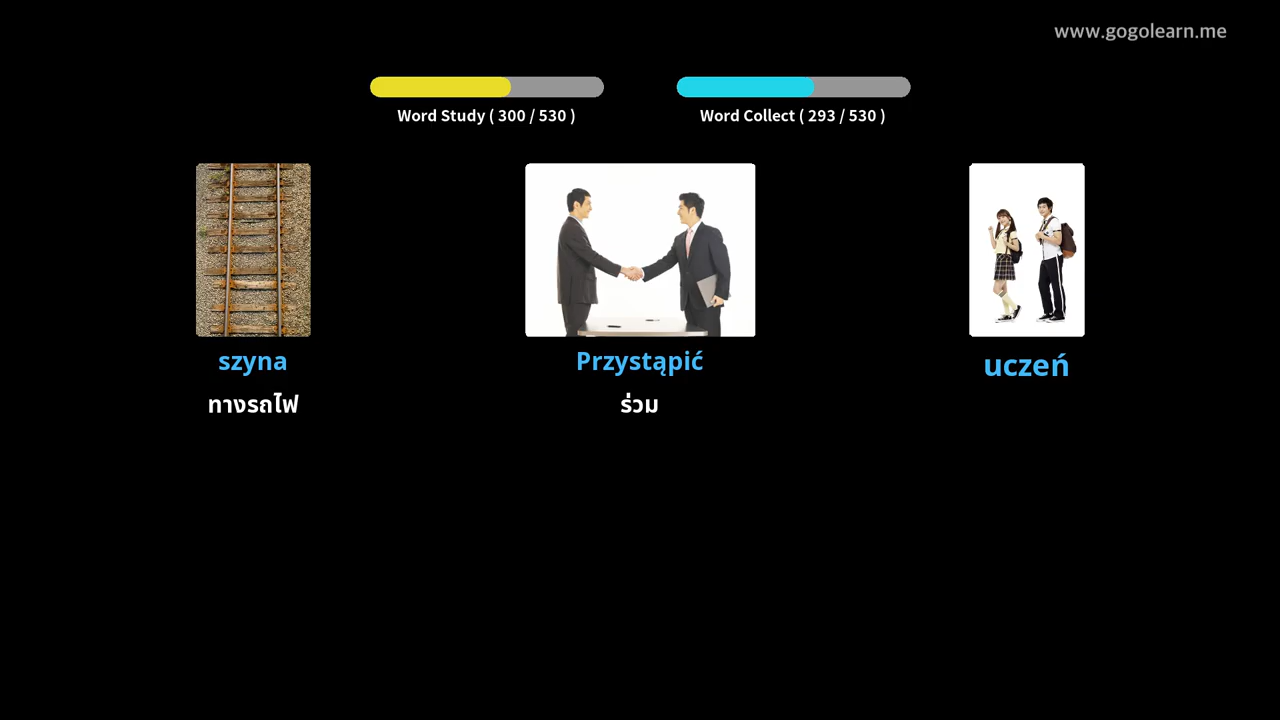 www.gogolearn.me
Word Study ( 300 / 530 )
Word Collect ( 293 / 530 )
szyna
Przystąpić
uczeń
ทางรถไฟ
ร่วม